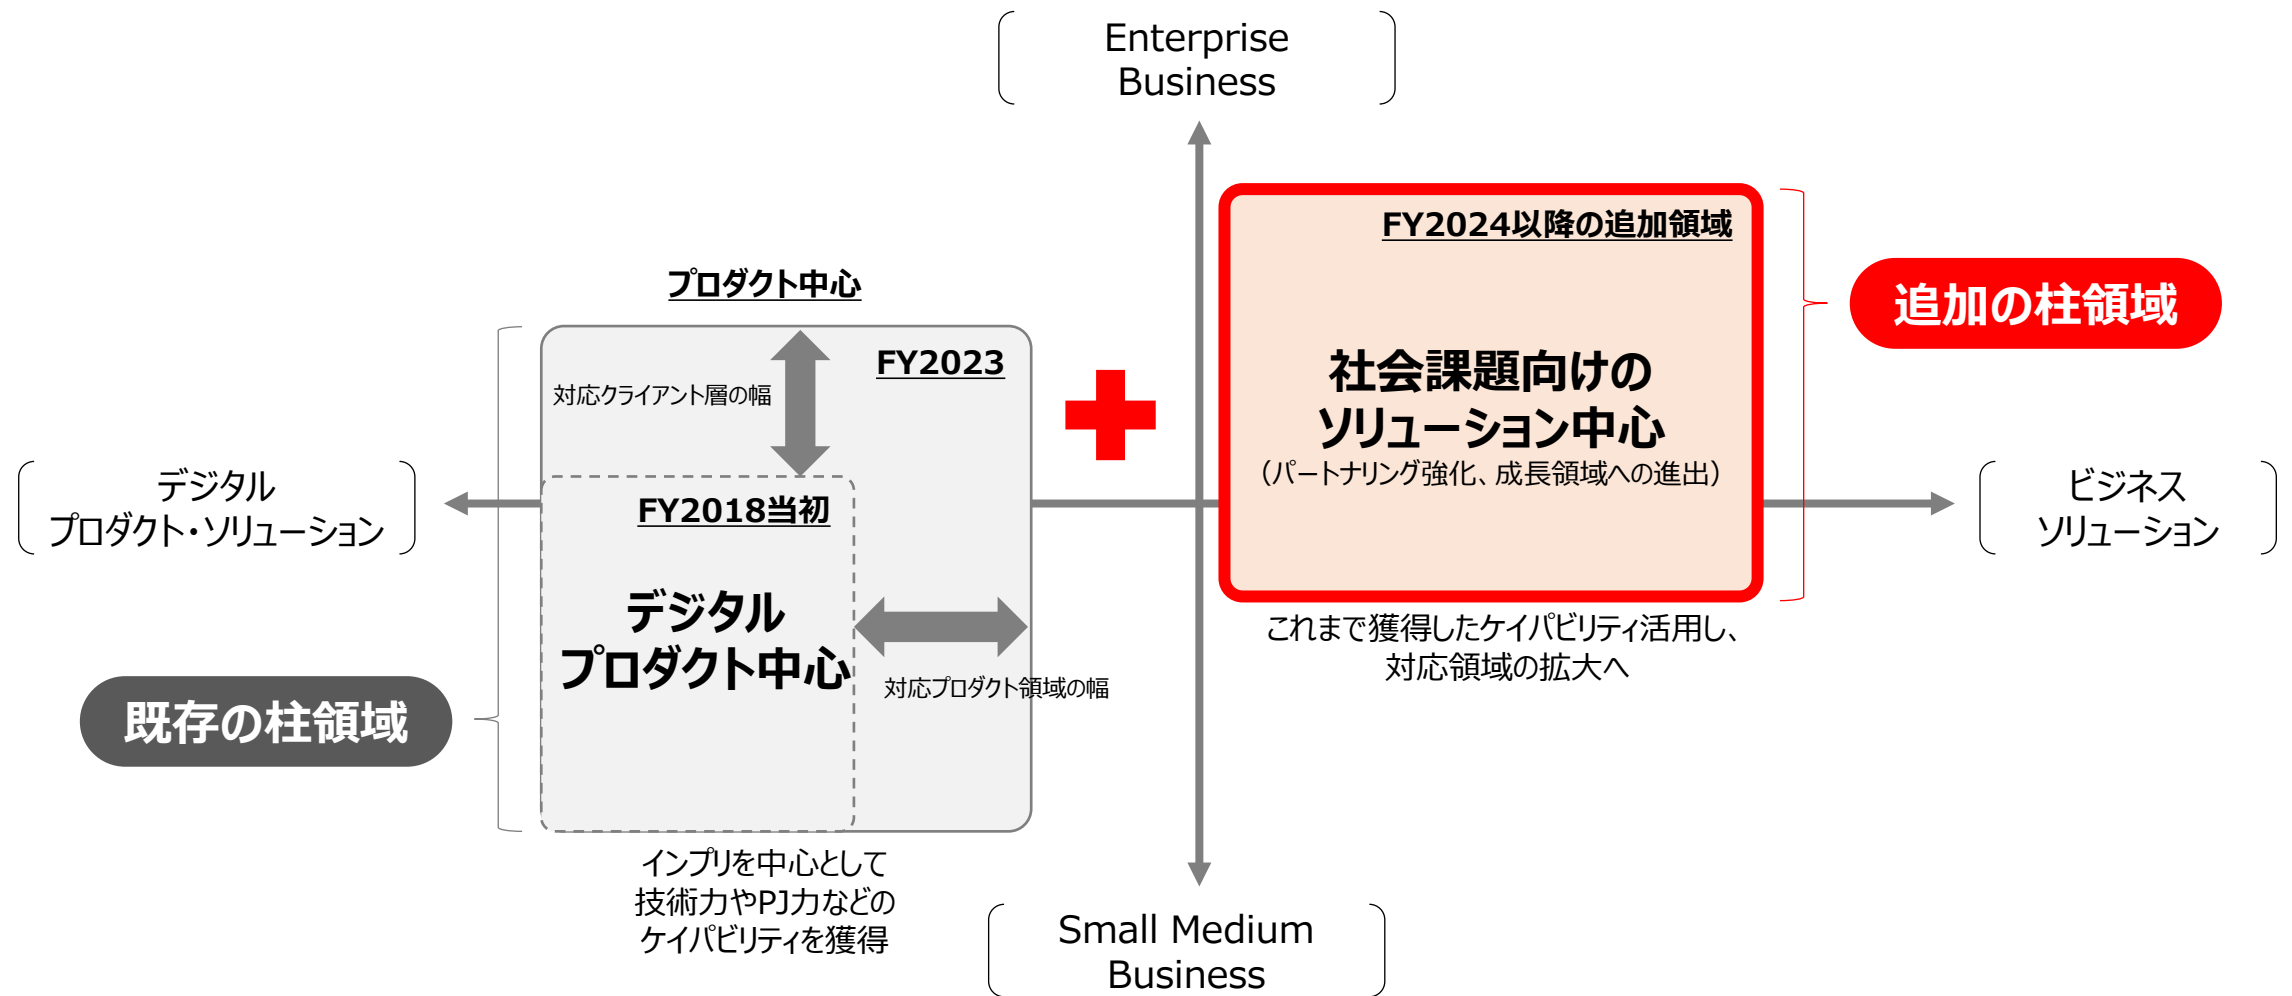 Enterprise
Business
FY2024以降の追加領域
追加の柱領域
プロダクト中心
FY2023
対応クライアント層の幅
社会課題向けの
ソリューション中心
（パートナリング強化、成長領域への進出）
デジタル
プロダクト・ソリューション
ビジネス
ソリューション
FY2018当初
デジタル
プロダクト中心
対応プロダクト領域の幅
これまで獲得したケイパビリティ活用し、
対応領域の拡大へ
既存の柱領域
インプリを中心として
技術力やPJ力などの
ケイパビリティを獲得
Small Medium
Business